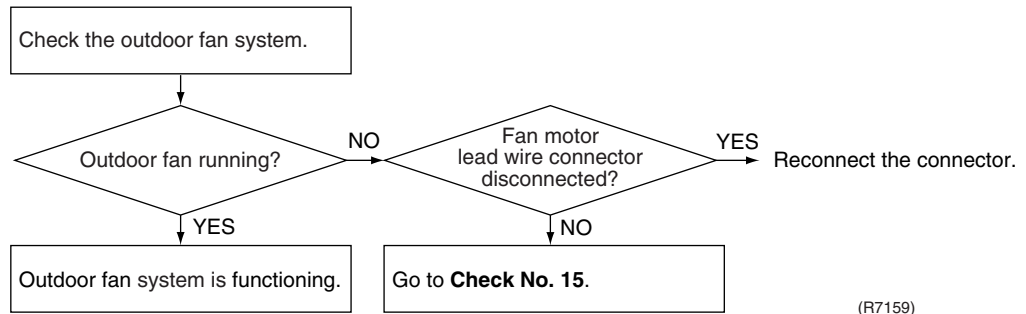 Check the outdoor fan system.
Outdoor fan running?
NO
Fan motor
lead wire connector
disconnected?
YES
Reconnect the connector.
YES
NO
Outdoor fan system is functioning.
Go to Check No. 15.
(R7159)